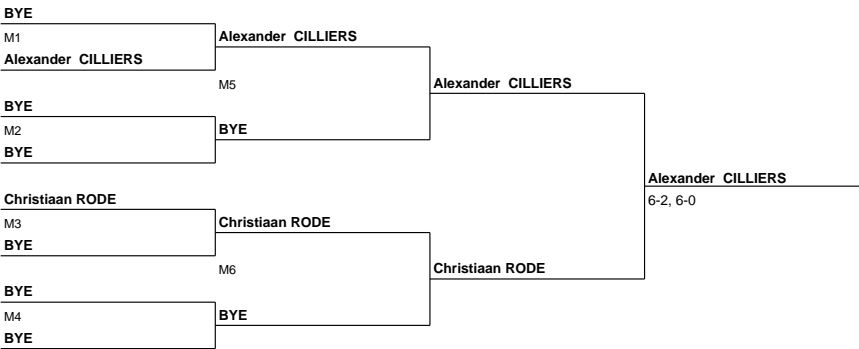 BYE
M1
Alexander CILLIERS
Alexander CILLIERS
M5
BYE
M2
BYE
BYE
Alexander CILLIERS
Christiaan RODE
M3
BYE
Christiaan RODE
M6
BYE
M4
BYE
BYE
Christiaan RODE
Alexander CILLIERS
6-2, 6-0